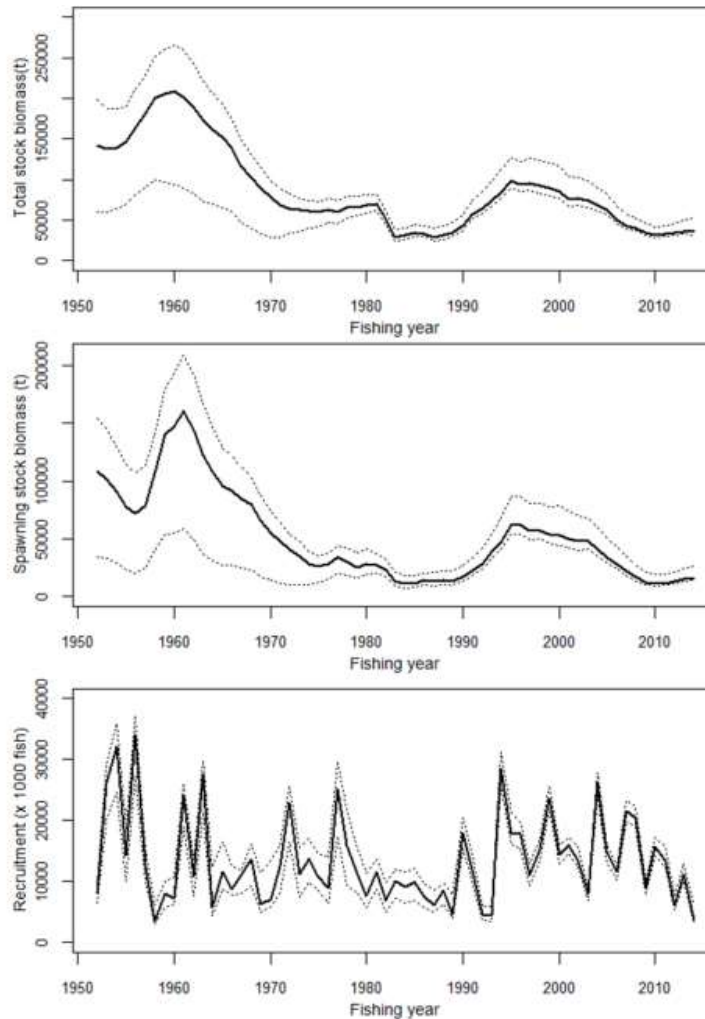 Total stock biomass(t)
250000
150000
50000
0
1950 1960 1970 1980 1990 2000 2010
Fishing year
Spawning stock biomass (t)
200000
150000
100000
50000
0
1950 1960 1970 1980 1990 2000 2010
Fishing year
Recruitment (x 1000 fish)
40000
30000
20000
10000
0
1950 1960 1970 1980 1990 2000 2010
Fishing year